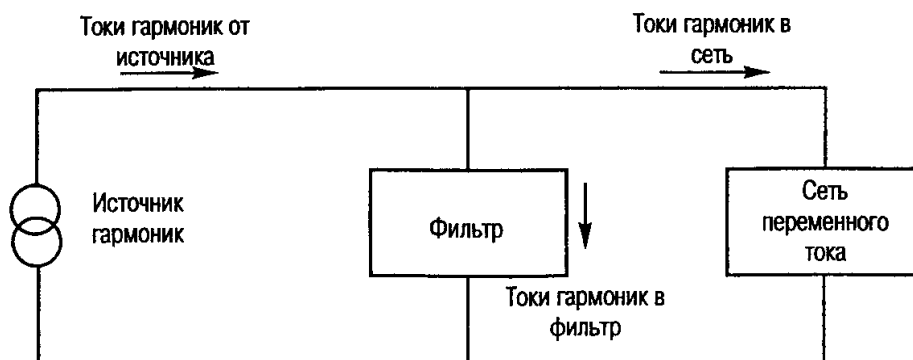 Токи гармоник от
источника
Токи гармоник в
сеть
Источник
гармоник
Фильтр
Сеть
переменного
тока
Токи гармоник в
фильтр